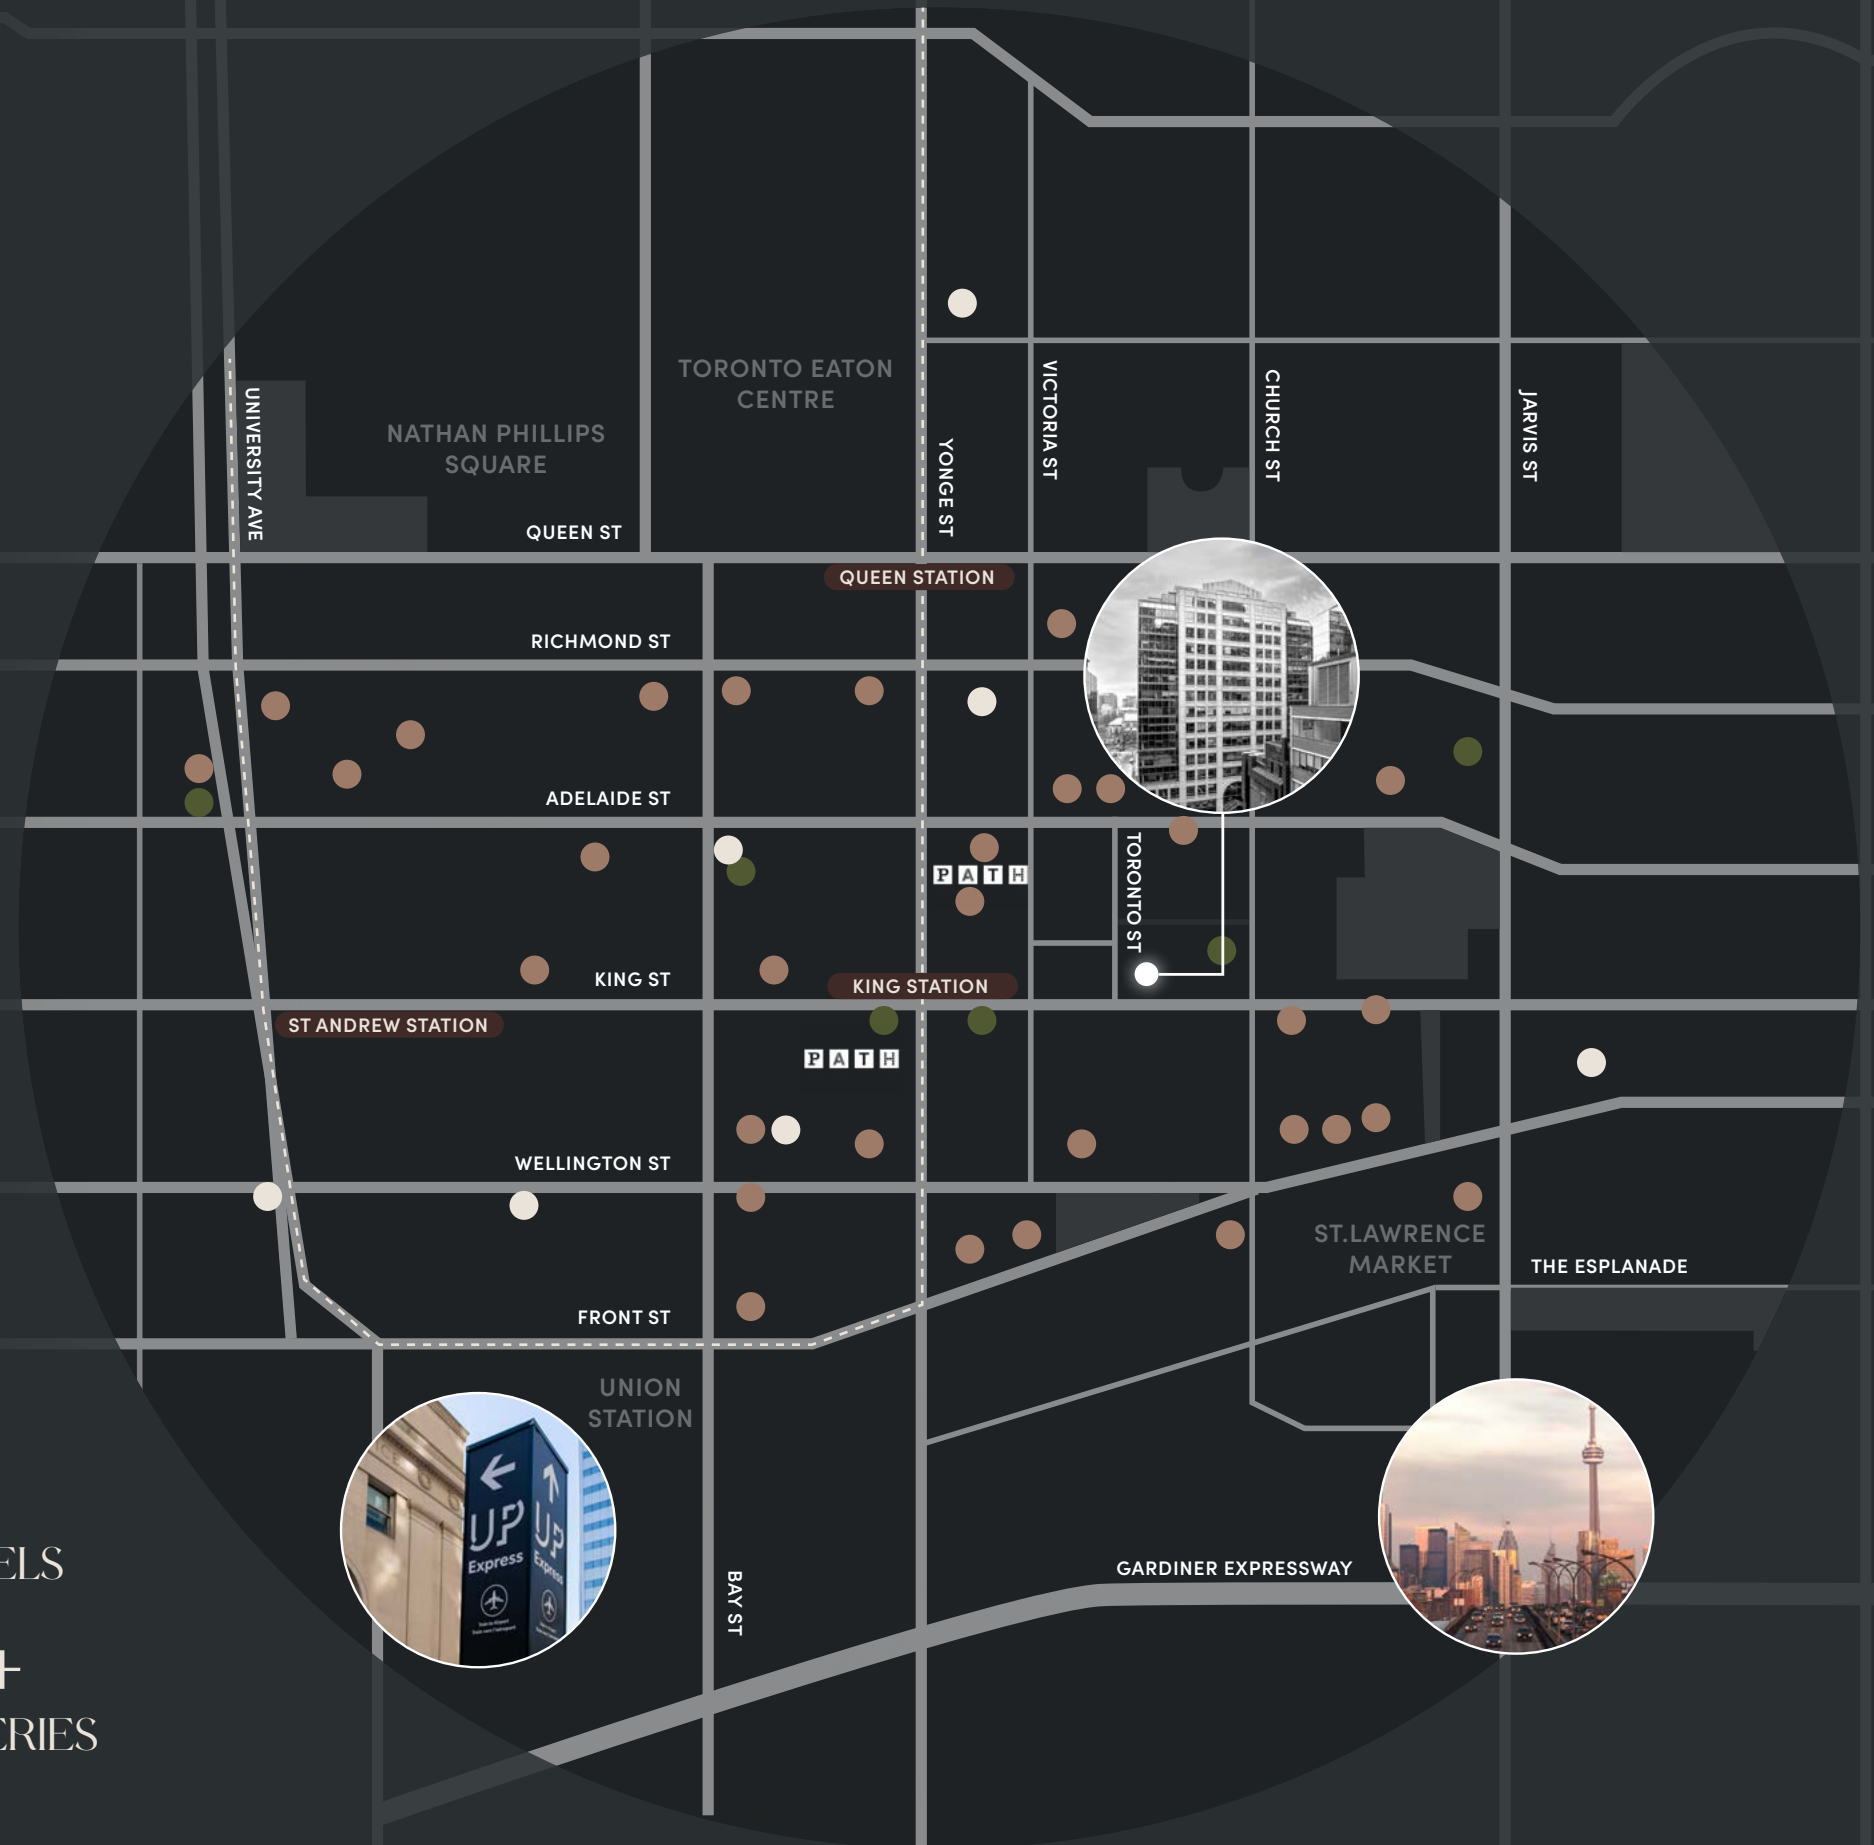 TORONTO EATON
CENTRE
NATHAN PHILLIPS
SQUARE
UNIVERSITY AVE
YONGE ST
VICTORIA ST
CHURCH ST
JARVIS ST
QUEEN ST
QUEEN STATION
RICHMOND ST
ADELAIDE ST
TORONTO ST
PATH
KING ST
KING STATION
ST ANDREW STATION
PATH
WELLINGTON ST
ST.LAWRENCE
MARKET
THE ESPLANADE
FRONT ST
UNION
STATION
UP
Express
UP
Express
BAY ST
GARDINER EXPRESSWAY
ELS
+
ERIES